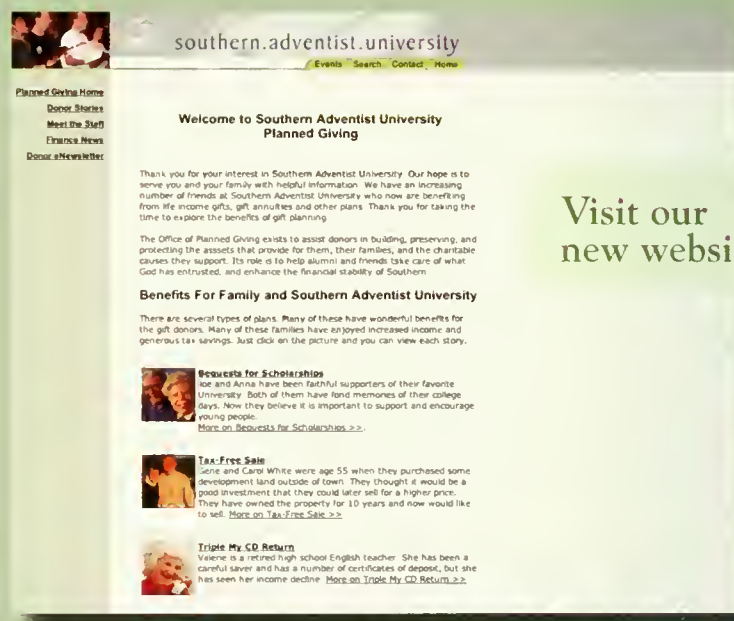 southern.adventist.university
Events Search Contact Home
Planned Giving Home
Donor Stories
Meet the Staff
Finance News
Donor eNewsletter
Welcome to Southern Adventist University
Planned Giving
Thank you for your interest in Southern Adventist University. Our hope is to
serve you and your family with helpful information. We have an increasing
number of friends at Southern Adventist University who now are benefiting
from life income gifts, gift annuities and other plans. Thank you for taking the
time to explore the benefits of gift planning.
The Office of Planned Giving exists to assist donors in building, preserving, and
protecting the asssets that provide for them, their families, and the charitable
causes they support. Its role is to help alumni and friends take care of what
God has entrusted, and enhance the financial stability of Southern
Benefits For Family and Southern Adventist University
There are several types of plans. Many of these have wonderful benefits for
the gift donors. Many of these families have enjoyed increased income and
generous tax savings. Just click on the picture and you can view each story.
Bequests for Scholarships
Joe and Anna have been faithful supporters of their favorite
University. Both of them have fond memories of their college
days. Now they believe it is important to support and encourage
young people.
More on Bequests for Scholarships >>.
Tax-Free Sale
Gene and Carol White were age 55 when they purchased some
development land outside of town. They thought it would be a
good investment that they could later sell for a higher price.
They have owned the property for 10 years and now would like
to sell. More on Tax-Free Sale >>
Triple My CD Return
Valerie is a retired high school English teacher. She has been a
careful saver and has a number of certificates of deposit, but she
has seen her income decline. More on Triple My CD Return >>
Visit our
new websi